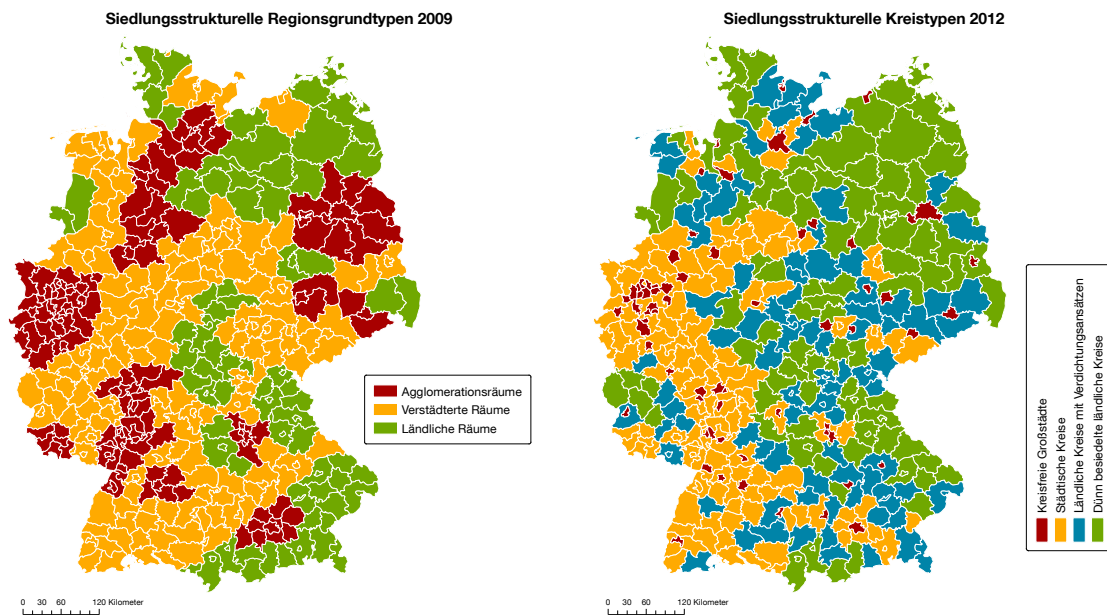 Siedlungsstrukturelle Regionsgrundtypen 2009
Agglomerationsräume
Verstädterte Räume
Ländliche Räume
0 30 60 120 Kilometer
Siedlungsstrukturelle Kreistypen 2012
Kreisfreie Großstädte
Städtische Kreise
Ländliche Kreise mit Verdichtungsansätzen
Dünn besiedelte ländliche Kreise
0 30 60 120 Kilometer